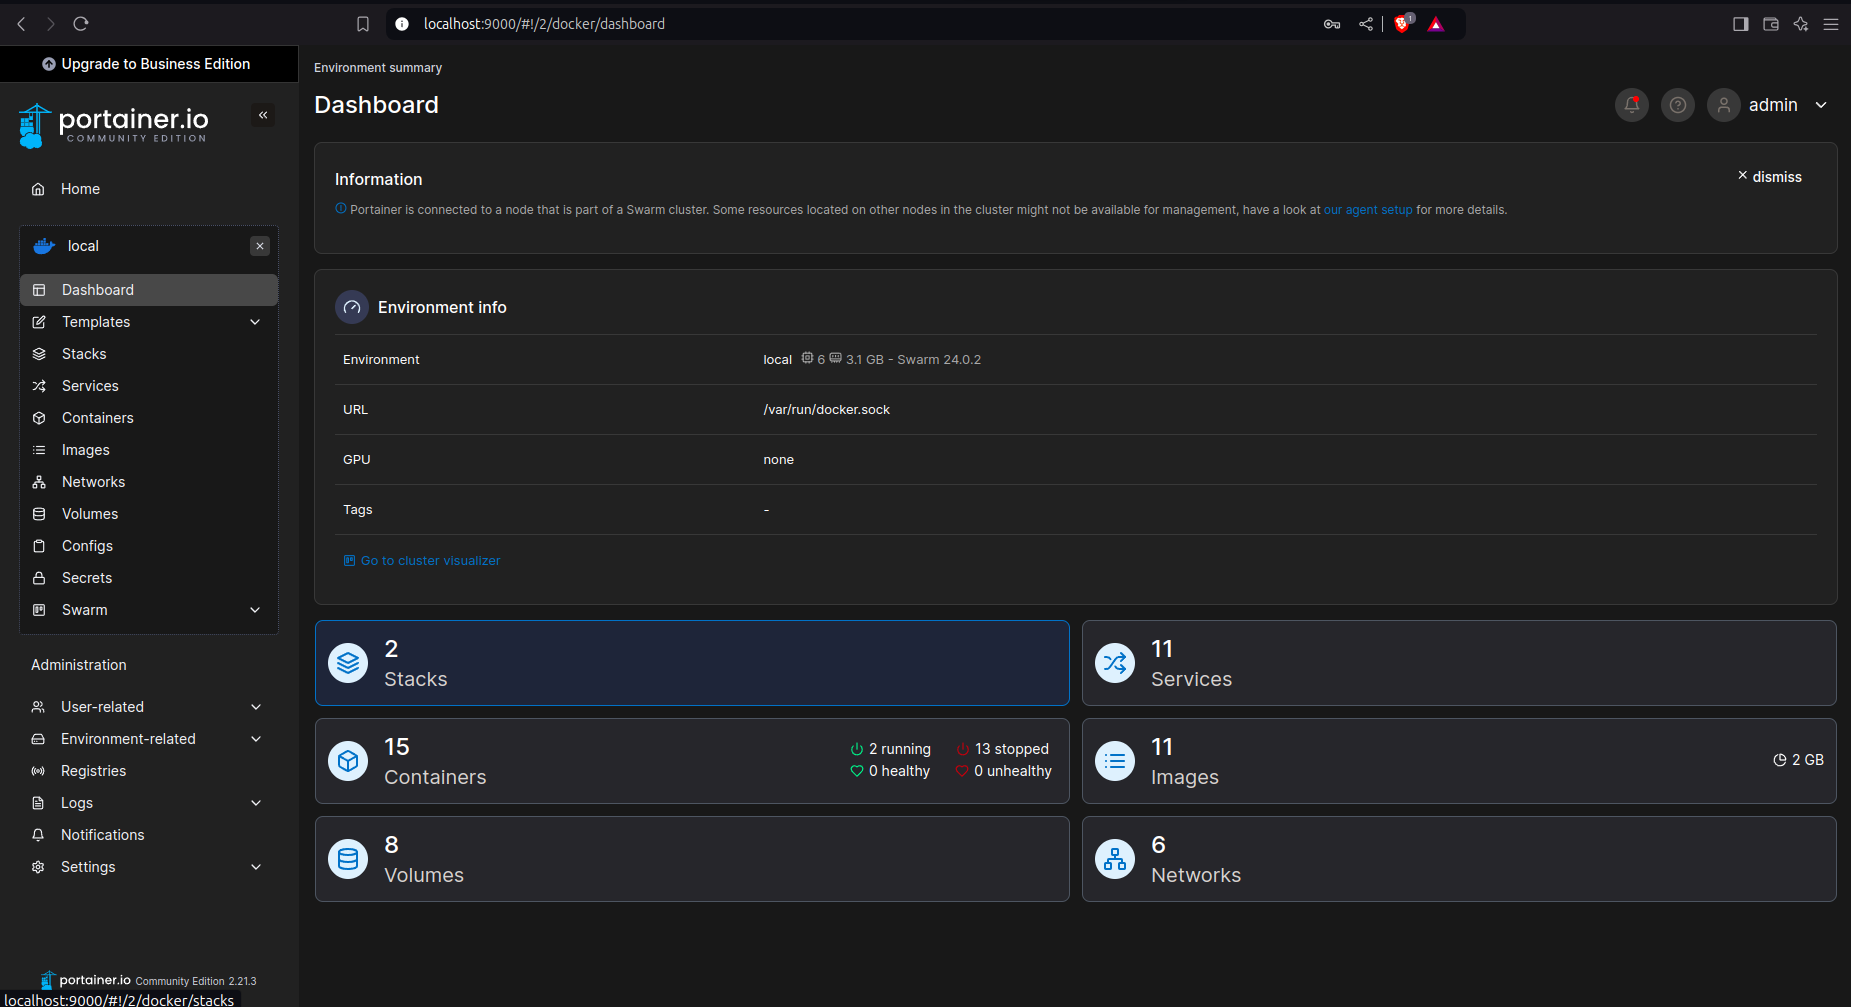 localhost:9000/#!/2/docker/dashboard
1
Upgrade to Business Edition
portainer.io
COMMUNITY EDITION
Home
local
Dashboard
Templates
Stacks
Services
Containers
Images
Networks
Volumes
Configs
Secrets
Swarm
Administration
User-related
Environment-related
Registries
Logs
Notifications
Settings
portainer.io Community Edition 2.21.3
localhost:9000/#!/2/docker/stacks
Environment summary
Dashboard
admin
Information
dismiss
Portainer is connected to a node that is part of a Swarm cluster. Some resources located on other nodes in the cluster might not be available for management, have a look at our agent setup for more details.
Environment info
Environment local 6 3.1 GB - Swarm 24.0.2
URL /var/run/docker.sock
GPU none
Tags -
Go to cluster visualizer
2
Stacks
11
Services
15
Containers
2 running 13 stopped
0 healthy 0 unhealthy
11
Images
2 GB
8
Volumes
6
Networks